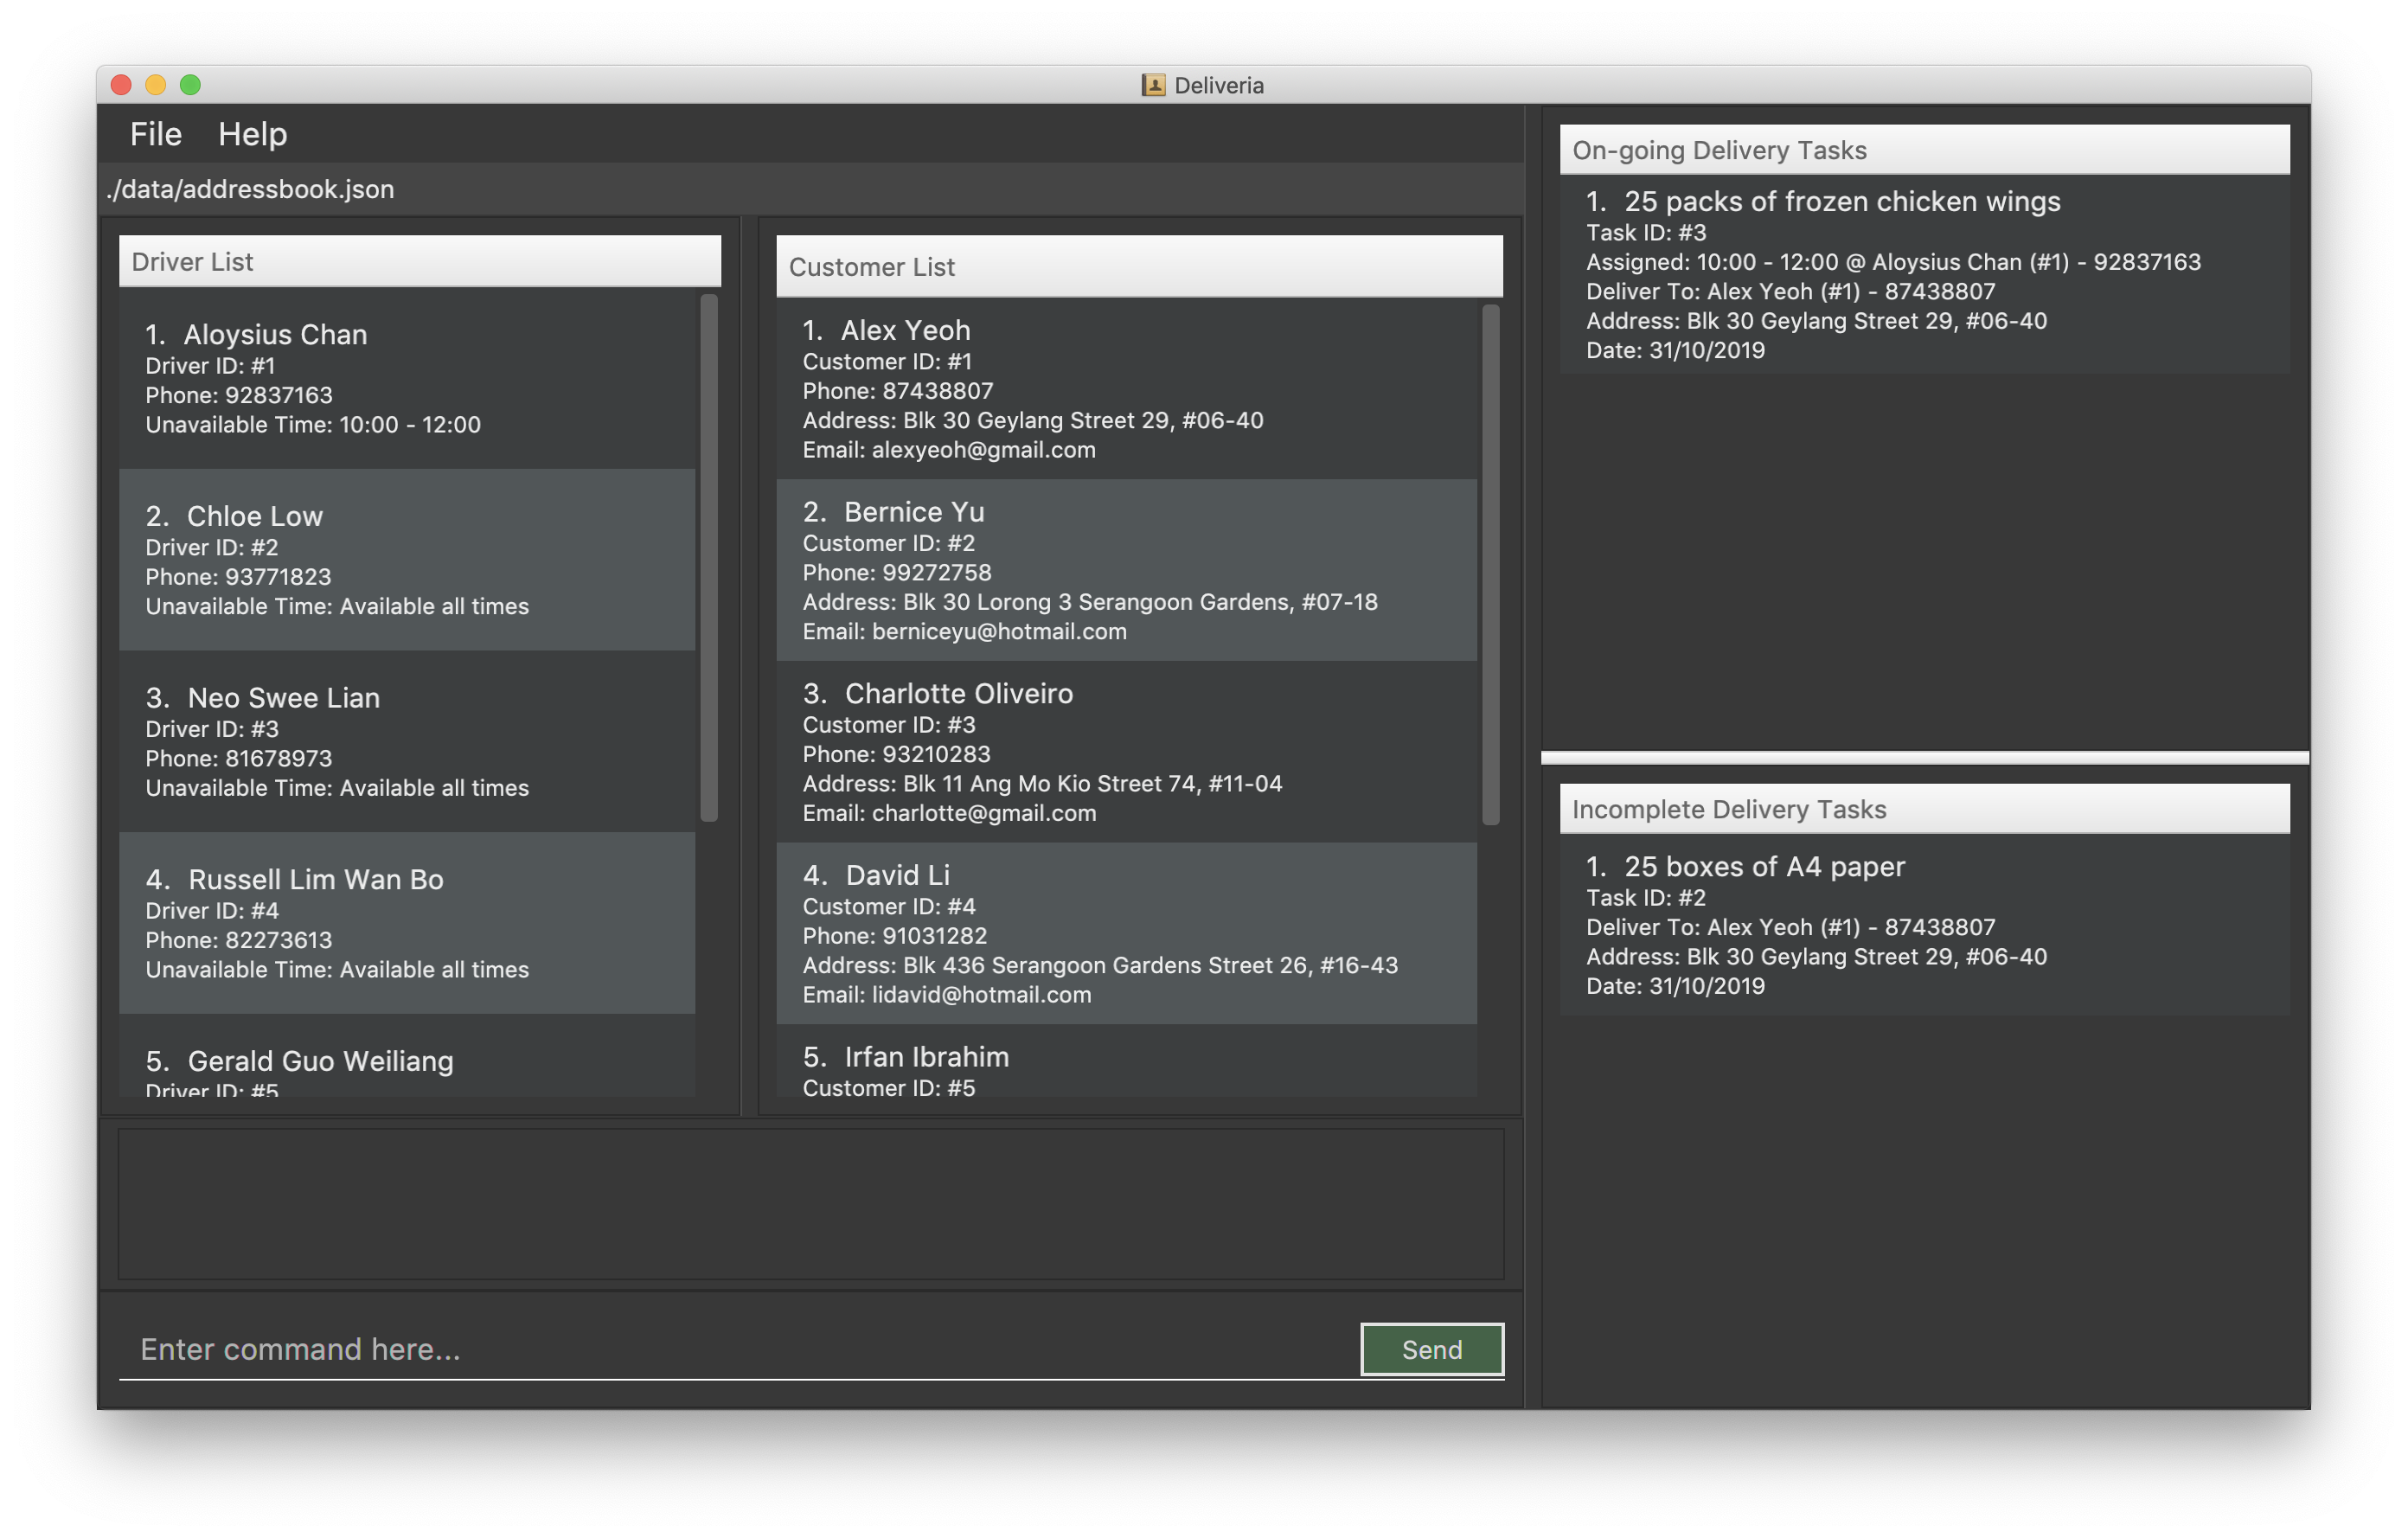 Deliveria
File Help
./data/addressbook.json
Driver List
1. Aloysius Chan
Driver ID: #1
Phone: 92837163
Unavailable Time: 10:00 - 12:00
2. Chloe Low
Driver ID: #2
Phone: 93771823
Unavailable Time: Available all times
3. Neo Swee Lian
Driver ID: #3
Phone: 81678973
Unavailable Time: Available all times
4. Russell Lim Wan Bo
Driver ID: #4
Phone: 82273613
Unavailable Time: Available all times
5. Gerald Guo Weiliang
Driver ID: #5
Customer List
1. Alex Yeoh
Customer ID: #1
Phone: 87438807
Address: Blk 30 Geylang Street 29, #06-40
Email: alexyeoh@gmail.com
2. Bernice Yu
Customer ID: #2
Phone: 99272758
Address: Blk 30 Lorong 3 Serangoon Gardens, #07-18
Email: berniceyu@hotmail.com
3. Charlotte Oliveiro
Customer ID: #3
Phone: 93210283
Address: Blk 11 Ang Mo Kio Street 74, #11-04
Email: charlotte@gmail.com
4. David Li
Customer ID: #4
Phone: 91031282
Address: Blk 436 Serangoon Gardens Street 26, #16-43
Email: lidavid@hotmail.com
5. Irfan Ibrahim
Customer ID: #5
Enter command here...
Send
On-going Delivery Tasks
1. 25 packs of frozen chicken wings
Task ID: #3
Assigned: 10:00 - 12:00 @ Aloysius Chan (#1) - 92837163
Deliver To: Alex Yeoh (#1) - 87438807
Address: Blk 30 Geylang Street 29, #06-40
Date: 31/10/2019
Incomplete Delivery Tasks
1. 25 boxes of A4 paper
Task ID: #2
Deliver To: Alex Yeoh (#1) - 87438807
Address: Blk 30 Geylang Street 29, #06-40
Date: 31/10/2019